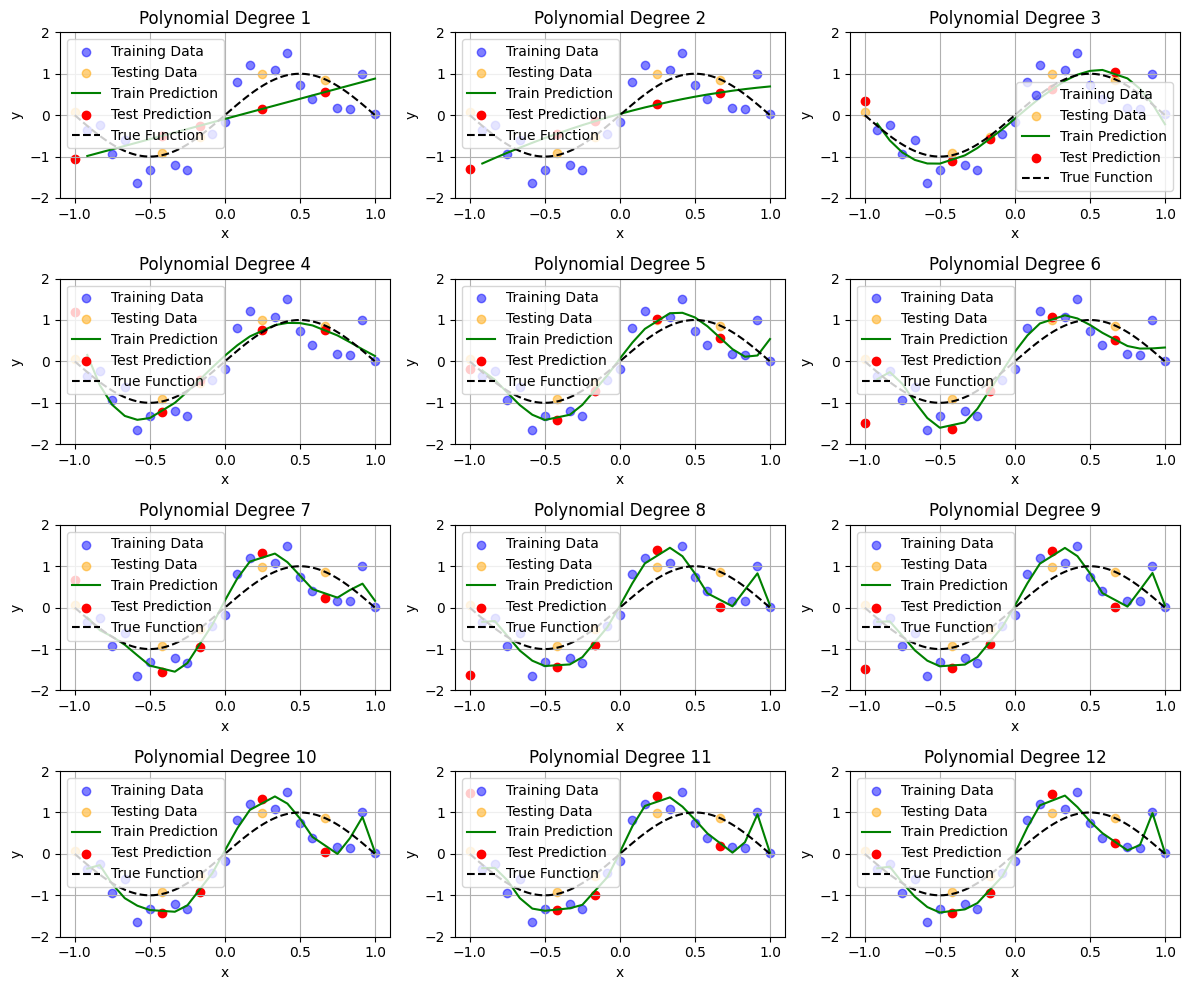 Polynomial Degree 1
Training Data
Testing Data
Train Prediction
Test Prediction
True Function
y
2
1
0
−1
−2
−1.0 −0.5 0.0 0.5 1.0
x
Polynomial Degree 2
Training Data
Testing Data
Train Prediction
Test Prediction
True Function
y
2
1
0
−1
−2
−1.0 −0.5 0.0 0.5 1.0
x
Polynomial Degree 3
Training Data
Testing Data
Train Prediction
Test Prediction
True Function
y
2
1
0
−1
−2
−1.0 −0.5 0.0 0.5 1.0
x
Polynomial Degree 4
Training Data
Testing Data
Train Prediction
Test Prediction
True Function
y
2
1
0
−1
−2
−1.0 −0.5 0.0 0.5 1.0
x
Polynomial Degree 5
Training Data
Testing Data
Train Prediction
Test Prediction
True Function
y
2
1
0
−1
−2
−1.0 −0.5 0.0 0.5 1.0
x
Polynomial Degree 6
Training Data
Testing Data
Train Prediction
Test Prediction
True Function
y
2
1
0
−1
−2
−1.0 −0.5 0.0 0.5 1.0
x
Polynomial Degree 7
Training Data
Testing Data
Train Prediction
Test Prediction
True Function
y
2
1
0
−1
−2
−1.0 −0.5 0.0 0.5 1.0
x
Polynomial Degree 8
Training Data
Testing Data
Train Prediction
Test Prediction
True Function
y
2
1
0
−1
−2
−1.0 −0.5 0.0 0.5 1.0
x
Polynomial Degree 9
Training Data
Testing Data
Train Prediction
Test Prediction
True Function
y
2
1
0
−1
−2
−1.0 −0.5 0.0 0.5 1.0
x
Polynomial Degree 10
Training Data
Testing Data
Train Prediction
Test Prediction
True Function
y
2
1
0
−1
−2
−1.0 −0.5 0.0 0.5 1.0
x
Polynomial Degree 11
Training Data
Testing Data
Train Prediction
Test Prediction
True Function
y
2
1
0
−1
−2
−1.0 −0.5 0.0 0.5 1.0
x
Polynomial Degree 12
Training Data
Testing Data
Train Prediction
Test Prediction
True Function
y
2
1
0
−1
−2
−1.0 −0.5 0.0 0.5 1.0
x